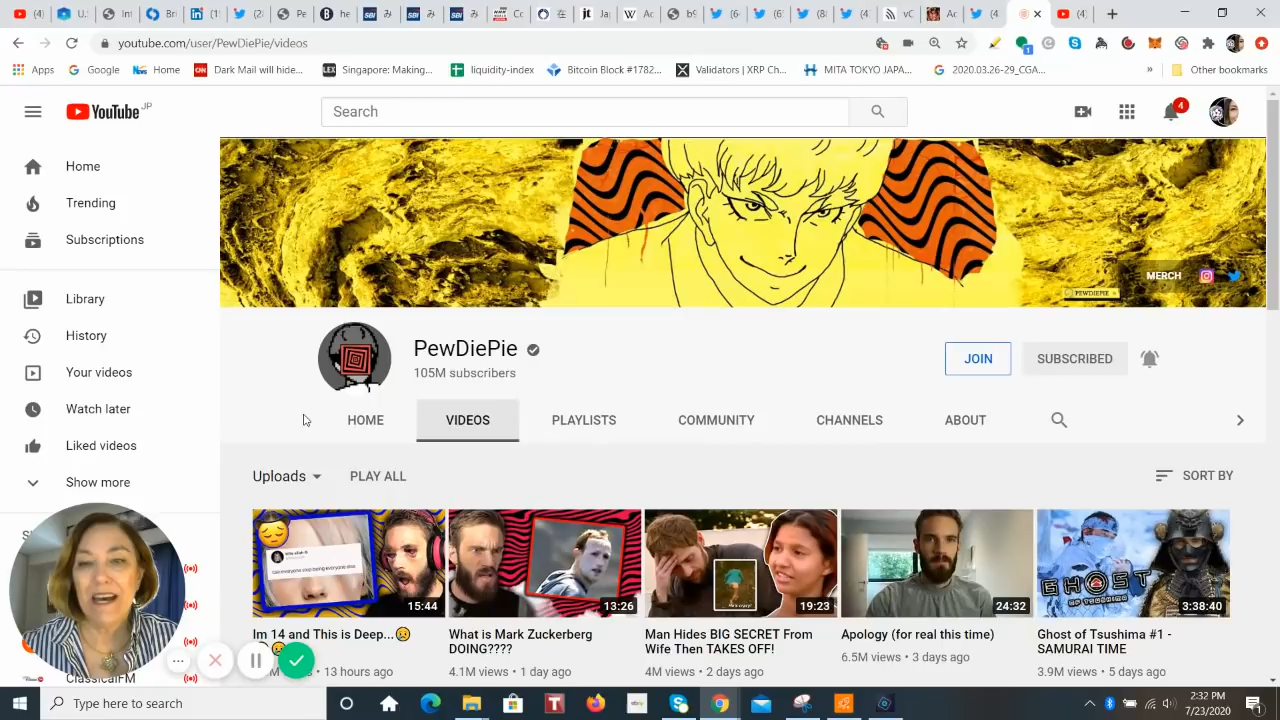 youtube.com/user/PewDiePie/videos
Apps Google Home Dark Mail will hide... Singapore: Making... liquidity-index Bitcoin Block #1782... Validators | XRP Ch... MITA TOKYO JAPA... 2020.03.26-29_CGA... » Other bookmarks
YouTube JP
Search
4
Home
Trending
Subscriptions
Library
History
Your videos
Watch later
Liked videos
Show more
MERCH
PEWDIEPIE
PewDiePie
105M subscribers
JOIN SUBSCRIBED
HOME VIDEOS PLAYLISTS COMMUNITY CHANNELS ABOUT
Uploads PLAY ALL SORT BY
15:44 13:26 19:23 24:32 3:38:40
GHOST
OF TSUSHIMA
Im 14 and This is Deep...
13 hours ago
What is Mark Zuckerberg
DOING????
4.1M views • 1 day ago
Man Hides BIG SECRET From
Wife Then TAKES OFF!
4M views • 2 days ago
Apology (for real this time)
6.5M views • 3 days ago
Ghost of Tsushima #1 -
SAMURAI TIME
3.9M views • 5 days ago
ClassicalFM
Type here to search
2:32 PM
7/23/2020